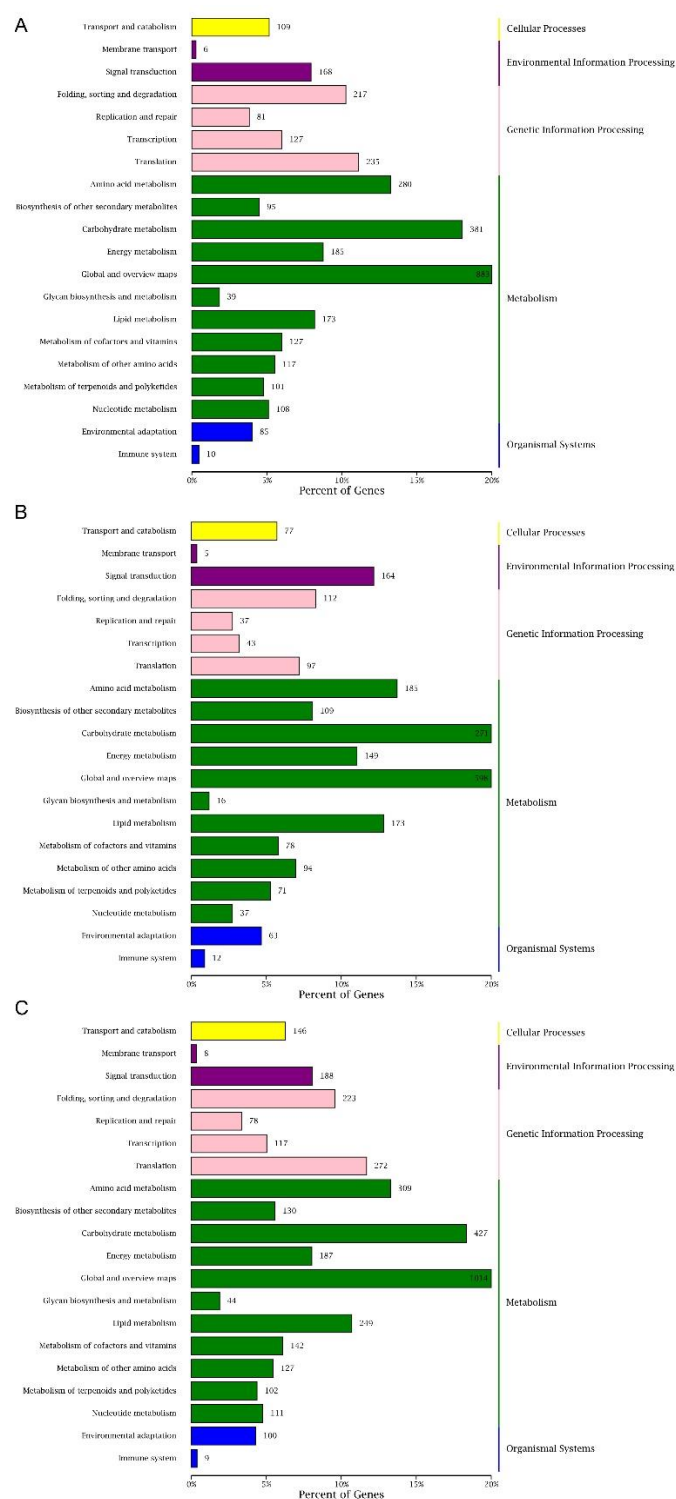 A
Transport and catabolism 109 Cellular Processes
Membrane transport 6
Environmental Information Processing
Signal transduction 168
Folding, sorting and degradation 217
Replication and repair 81
Genetic Information Processing
Transcription 127
Translation 235
Amino acid metabolism 280
Biosynthesis of other secondary metabolites 95
Carbohydrate metabolism 381
Energy metabolism 185
Global and overview maps
Metabolism
Glycan biosynthesis and metabolism 39
Lipid metabolism 173
Metabolism of cofactors and vitamins 127
Metabolism of other amino acids 117
Metabolism of terpenoids and polyketides 101
Nucleotide metabolism 108
Environmental adaptation 85
Organismal Systems
Immune system 10
0% 5% 10% 15% 20%
Percent of Genes
B
Transport and catabolism 77 Cellular Processes
Membrane transport 5
Environmental Information Processing
Signal transduction 164
Folding, sorting and degradation 112
Replication and repair 37
Genetic Information Processing
Transcription 43
Translation 97
Amino acid metabolism 185
Biosynthesis of other secondary metabolites 109
Carbohydrate metabolism
Energy metabolism 149
Global and overview maps
Metabolism
Glycan biosynthesis and metabolism 16
Lipid metabolism 173
Metabolism of cofactors and vitamins 78
Metabolism of other amino acids 94
Metabolism of terpenoids and polyketides 71
Nucleotide metabolism 37
Environmental adaptation 63
Organismal Systems
Immune system 12
0% 5% 10% 15% 20%
Percent of Genes
C
Transport and catabolism 146 Cellular Processes
Membrane transport 8
Environmental Information Processing
Signal transduction 188
Folding, sorting and degradation 223
Replication and repair 78
Genetic Information Processing
Transcription 117
Translation 272
Amino acid metabolism 309
Biosynthesis of other secondary metabolites 130
Carbohydrate metabolism 427
Energy metabolism 187
Global and overview maps
Metabolism
Glycan biosynthesis and metabolism 44
Lipid metabolism 249
Metabolism of cofactors and vitamins 142
Metabolism of other amino acids 127
Metabolism of terpenoids and polyketides 102
Nucleotide metabolism 111
Environmental adaptation 100
Organismal Systems
Immune system 9
0% 5% 10% 15% 20%
Percent of Genes